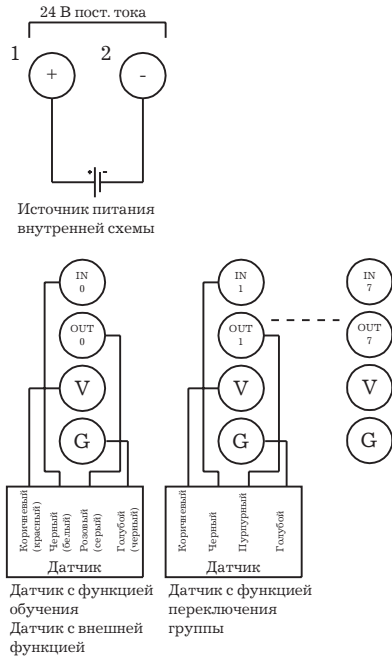 24 В пост. тока
1 2
+ -
+ -
Источник питания
внутренней схемы
IN
0
OUT
0
V
G
Коричневый
(красный)
Черный
(белый)
Розовый
(серый)
Голубой
(черный)
Датчик
Датчик с функцией
обучения
Датчик с внешней
функцией
IN
1
OUT
1
V
G
Коричневый
Черный
Пурпурный
Голубой
Датчик
Датчик с функцией
переключения
группы
IN
7
OUT
7
V
G